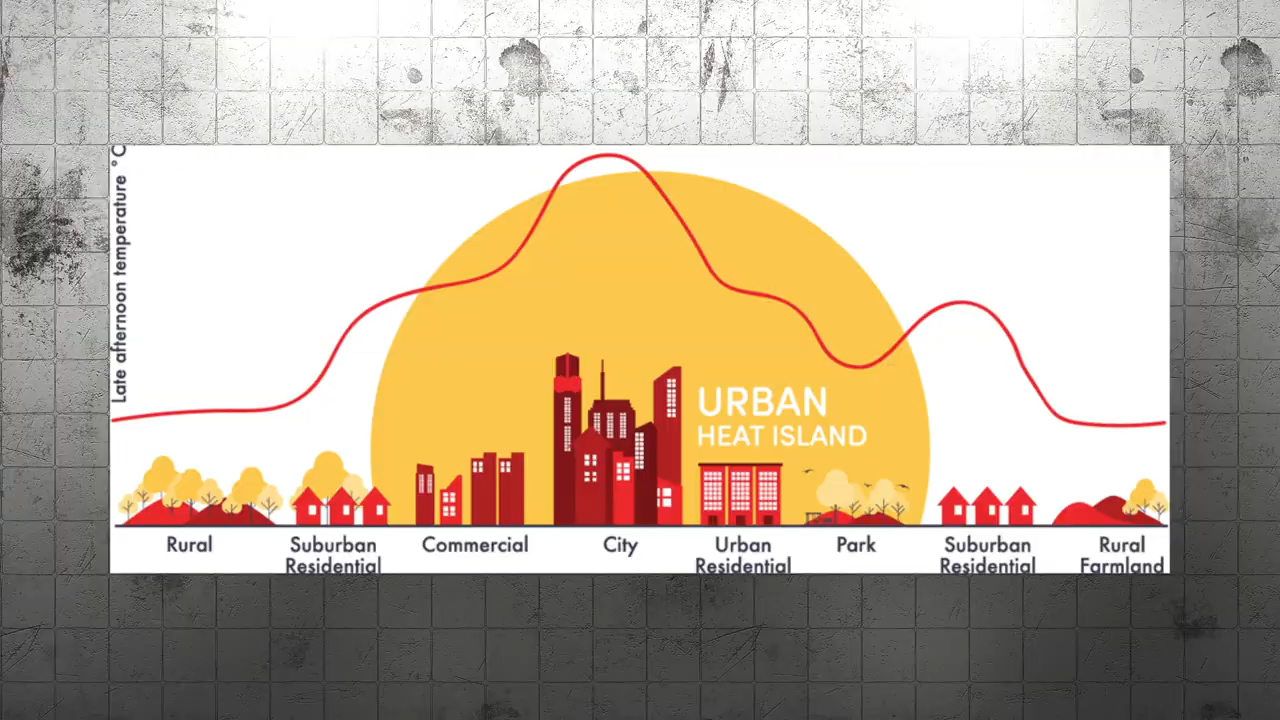 Late afternoon temperature °C
URBAN
HEAT ISLAND
Rural
Suburban
Residential
Commercial
City
Urban
Residential
Park
Suburban
Residential
Rural
Farmland